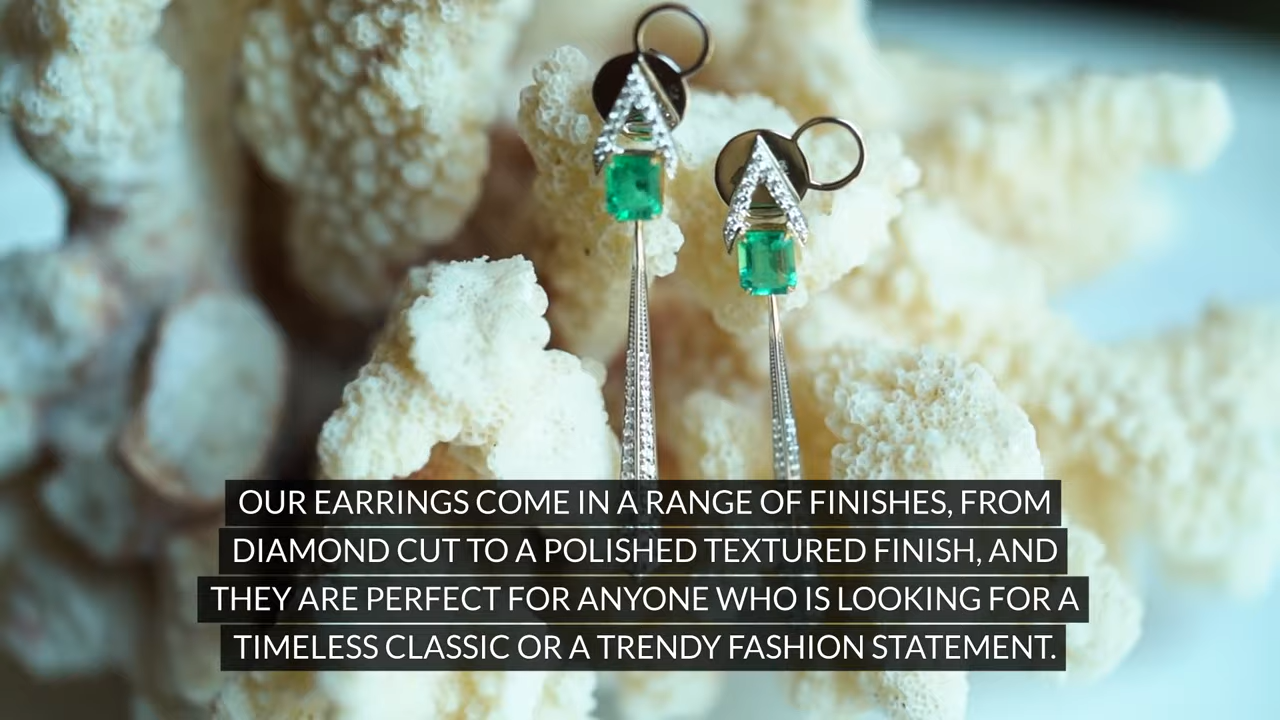 OUR EARRINGS COME IN A RANGE OF FINISHES, FROM
DIAMOND CUT TO A POLISHED TEXTURED FINISH, AND
THEY ARE PERFECT FOR ANYONE WHO IS LOOKING FOR A
TIMELESS CLASSIC OR A TRENDY FASHION STATEMENT.